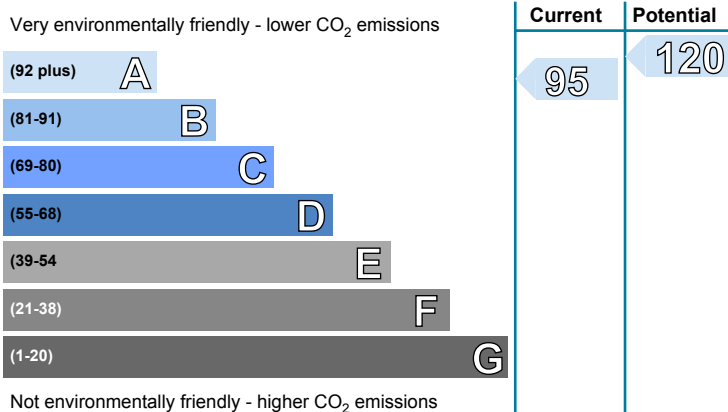 Very environmentally friendly - lower CO2 emissions
Current
Potential
(92 plus) A
95
120
(81-91) B
(69-80) C
(55-68) D
(39-54 E
(21-38) F
(1-20) G
Not environmentally friendly - higher CO2 emissions